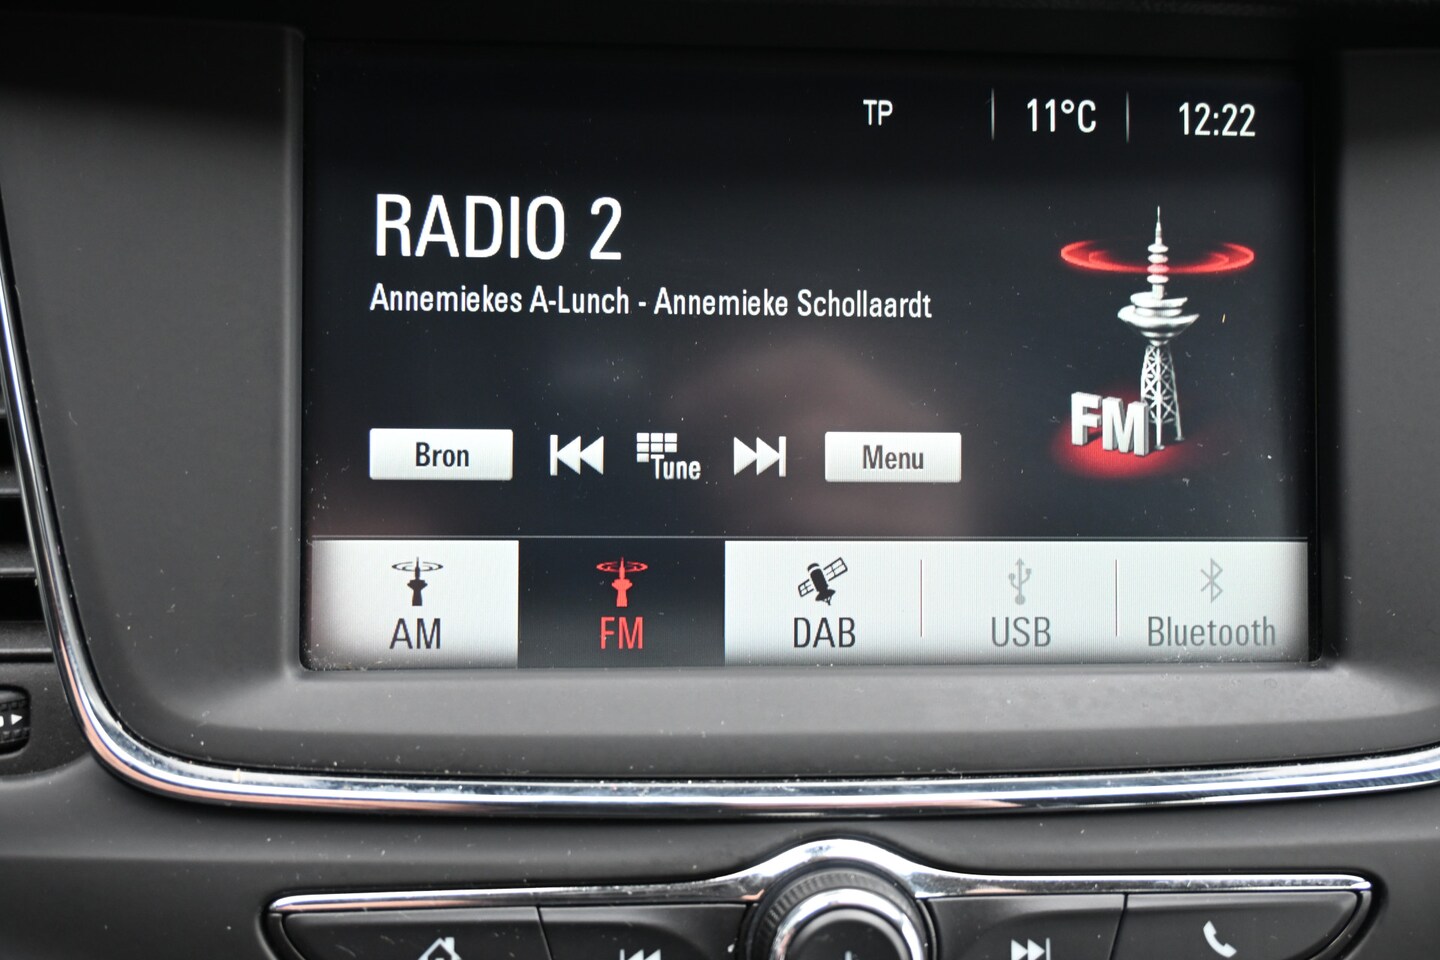 TP 11°C 12:22
RADIO 2
Annemiekes A-Lunch - Annemieke Schollaardt
FM
Bron Tune Menu
AM FM DAB USB Bluetooth